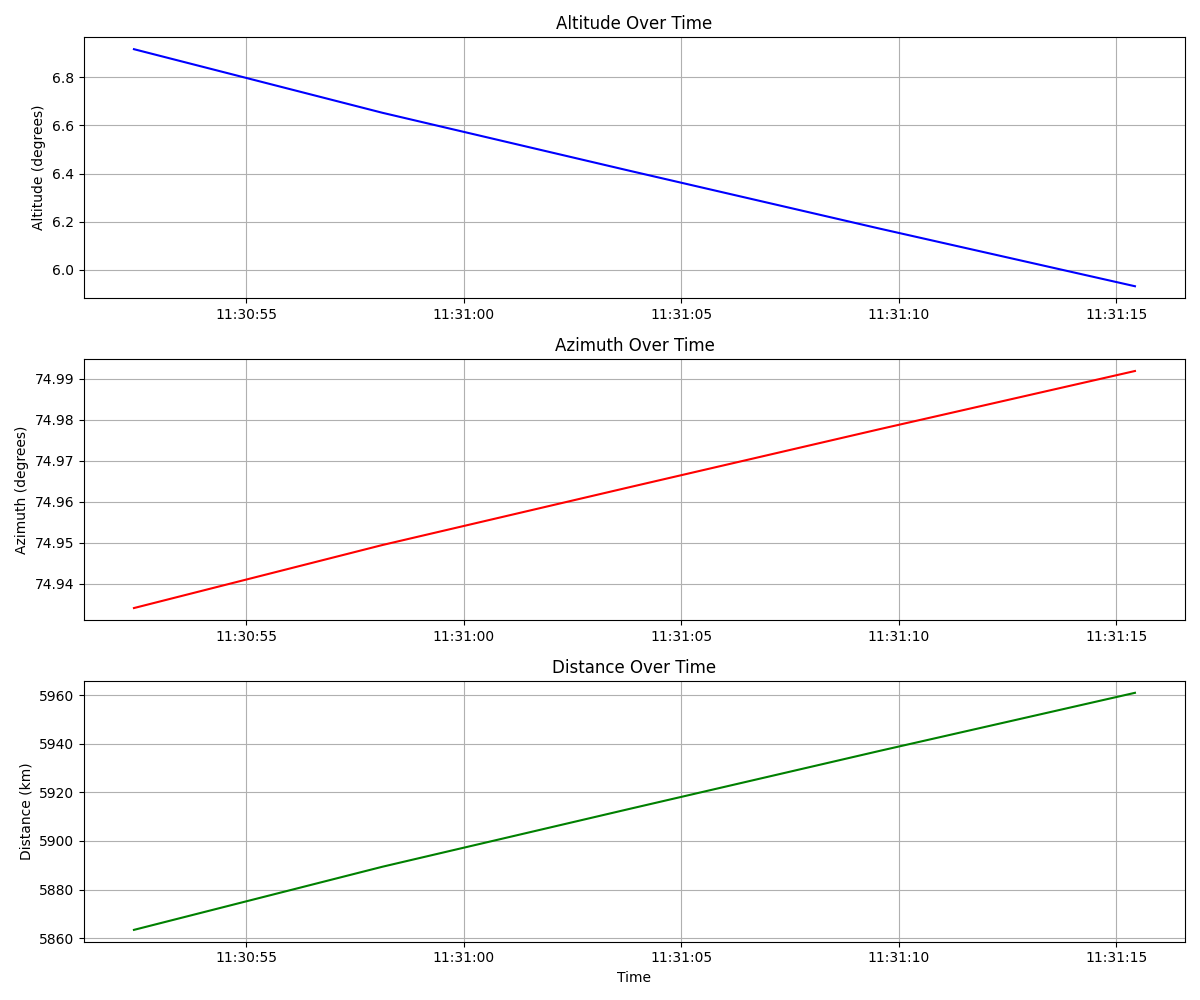 Altitude Over Time
Altitude (degrees)
6.8
6.6
6.4
6.2
6.0
11:30:55 11:31:00 11:31:05 11:31:10 11:31:15
Azimuth Over Time
Azimuth (degrees)
74.99
74.98
74.97
74.96
74.95
74.94
11:30:55 11:31:00 11:31:05 11:31:10 11:31:15
Distance Over Time
Distance (km)
5960
5940
5920
5900
5880
5860
11:30:55 11:31:00 11:31:05 11:31:10 11:31:15
Time